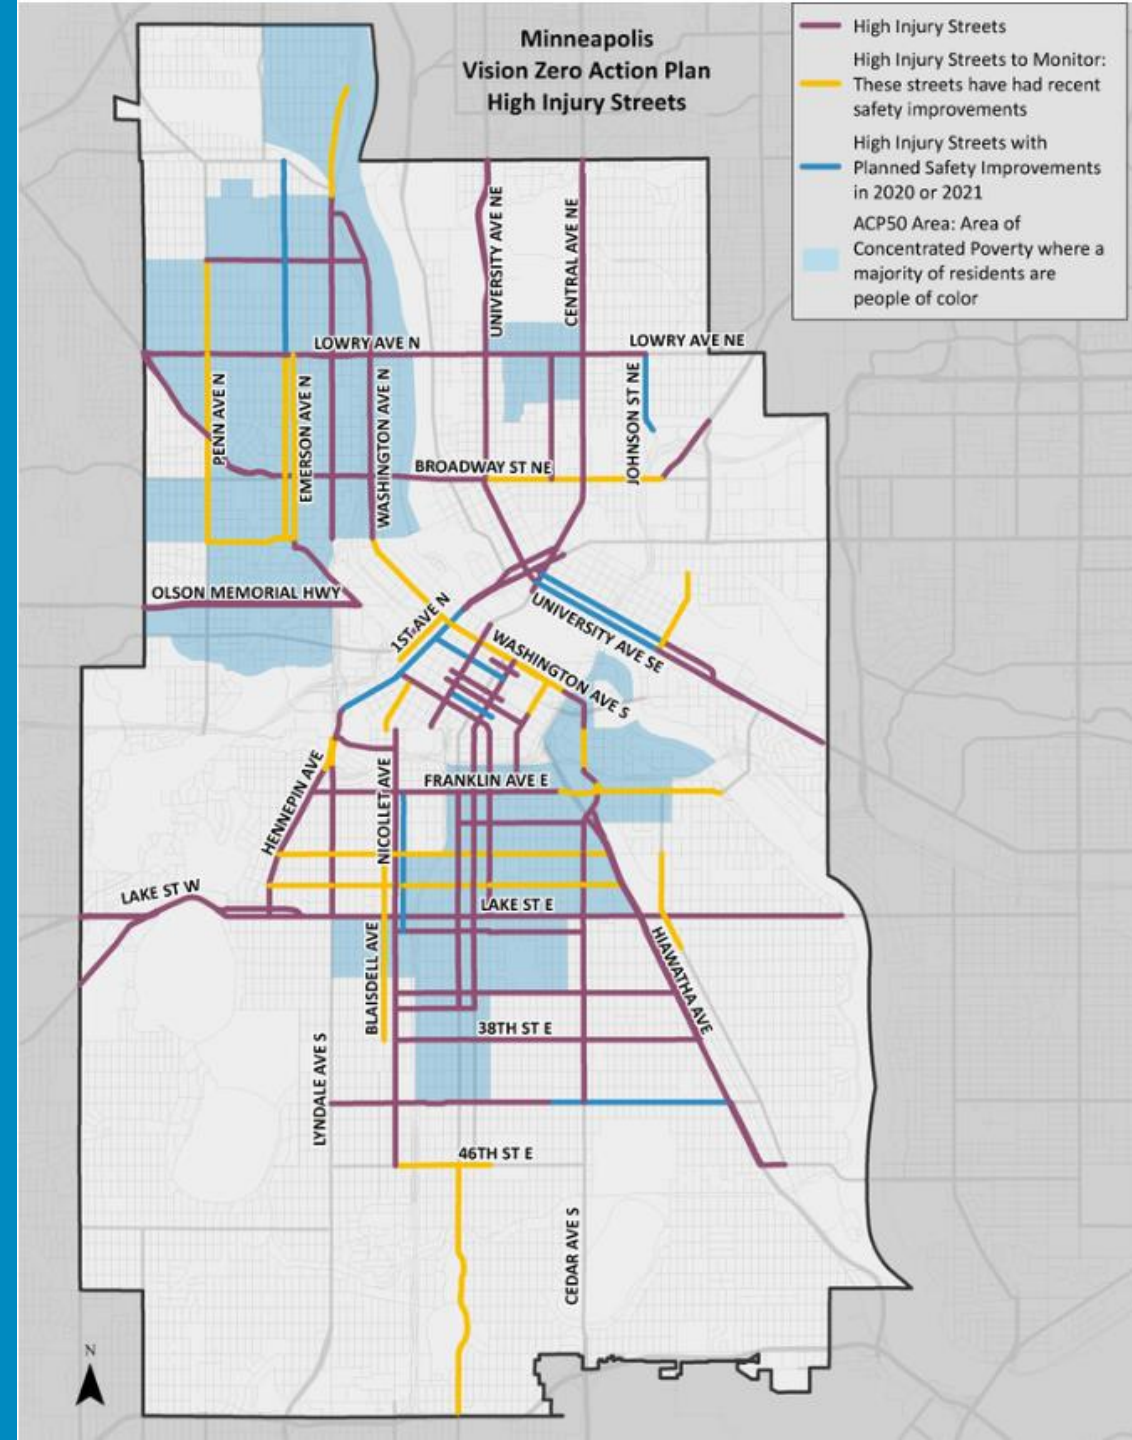 Minneapolis
Vision Zero Action Plan
High Injury Streets
High Injury Streets
High Injury Streets to Monitor:
These streets have had recent
safety improvements
High Injury Streets with
Planned Safety Improvements
in 2020 or 2021
ACP50 Area: Area of
Concentrated Poverty where a
majority of residents are
people of color
UNIVERSITY AVE NE
CENTRAL AVE NE
LOWRY AVE N
LOWRY AVE NE
PENN AVE N
EMERSON AVE N
WASHINGTON AVE N
JOHNSON ST NE
BROADWAY ST NE
OLSON MEMORIAL HWY
1ST AVE N
UNIVERSITY AVE SE
WASHINGTON AVE S
HENNEPIN AVE
NICOLLET AVE
FRANKLIN AVE E
LAKE ST W
LAKE ST E
BLAISDELL AVE
HIAWATHA AVE
38TH ST E
LYNDALE AVE S
46TH ST E
CEDAR AVE S
N